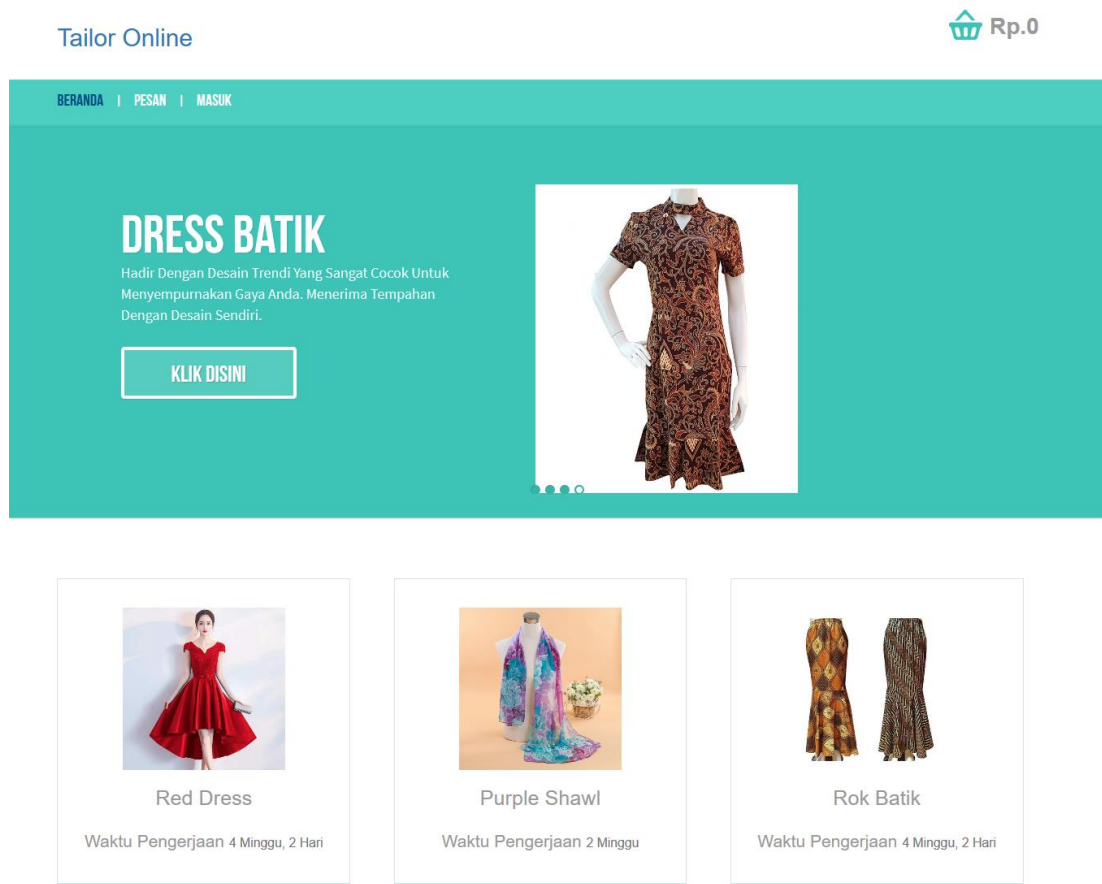 Tailor Online
Rp.0
BERANDA | PESAN | MASUK
DRESS BATIK
Hadir Dengan Desain Trendi Yang Sangat Cocok Untuk
Menyempurnakan Gaya Anda. Menerima Tempahan
Dengan Desain Sendiri.
KLIK DISINI
Red Dress
Waktu Pengerjaan 4 Minggu, 2 Hari
Purple Shawl
Waktu Pengerjaan 2 Minggu
Rok Batik
Waktu Pengerjaan 4 Minggu, 2 Hari